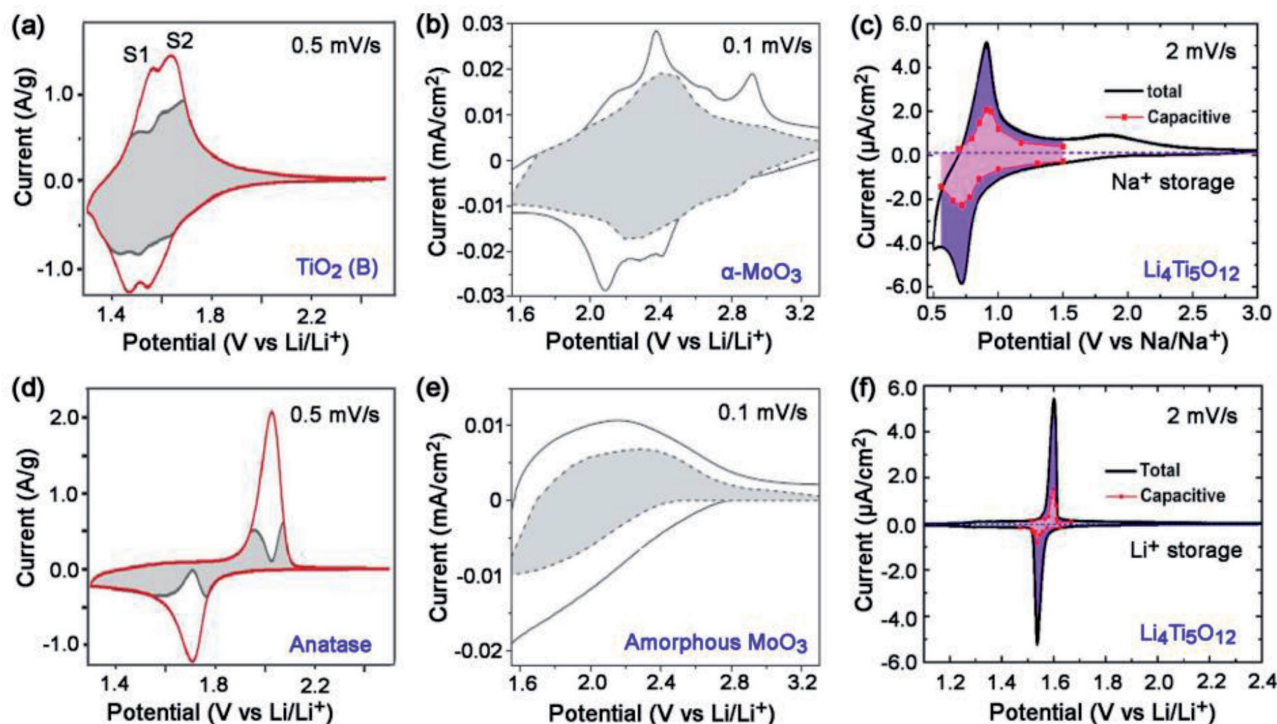 (a)
S1
S2
0.5 mV/s
Current (A/g)
1.0
0.0
-1.0
TiO₂ (B)
1.4
1.8
2.2
Potential (V vs Li/Li⁺)
(b)
0.1 mV/s
Current (mA/cm²)
0.03
0.02
0.01
0
-0.01
-0.02
-0.03
α-MoO₃
1.6
2.0
2.4
2.8
3.2
Potential (V vs Li/Li⁺)
(c)
2 mV/s
total
Capacitive
Current (μA/cm²)
6.0
4.0
2.0
0.0
-2.0
-4.0
-6.0
Na⁺ storage
Li₄Ti₅O₁₂
0.5
1.0
1.5
2.0
2.5
3.0
Potential (V vs Na/Na⁺)
(d)
0.5 mV/s
Current (A/g)
2.0
1.0
0.0
-1.0
Anatase
1.4
1.8
2.2
Potential (V vs Li/Li⁺)
(e)
0.1 mV/s
Current (mA/cm²)
0.01
0
-0.01
-0.02
Amorphous MoO₃
1.6
2.0
2.4
2.8
3.2
Potential (V vs Li/Li⁺)
(f)
2 mV/s
Total
Capacitive
Current (μA/cm²)
6.0
4.0
2.0
0.0
-2.0
-4.0
6.0
Li⁺ storage
Li₄Ti₅O₁₂
1.2
1.4
1.6
1.8
2.0
2.2
2.4
Potential (V vs Li/Li⁺)